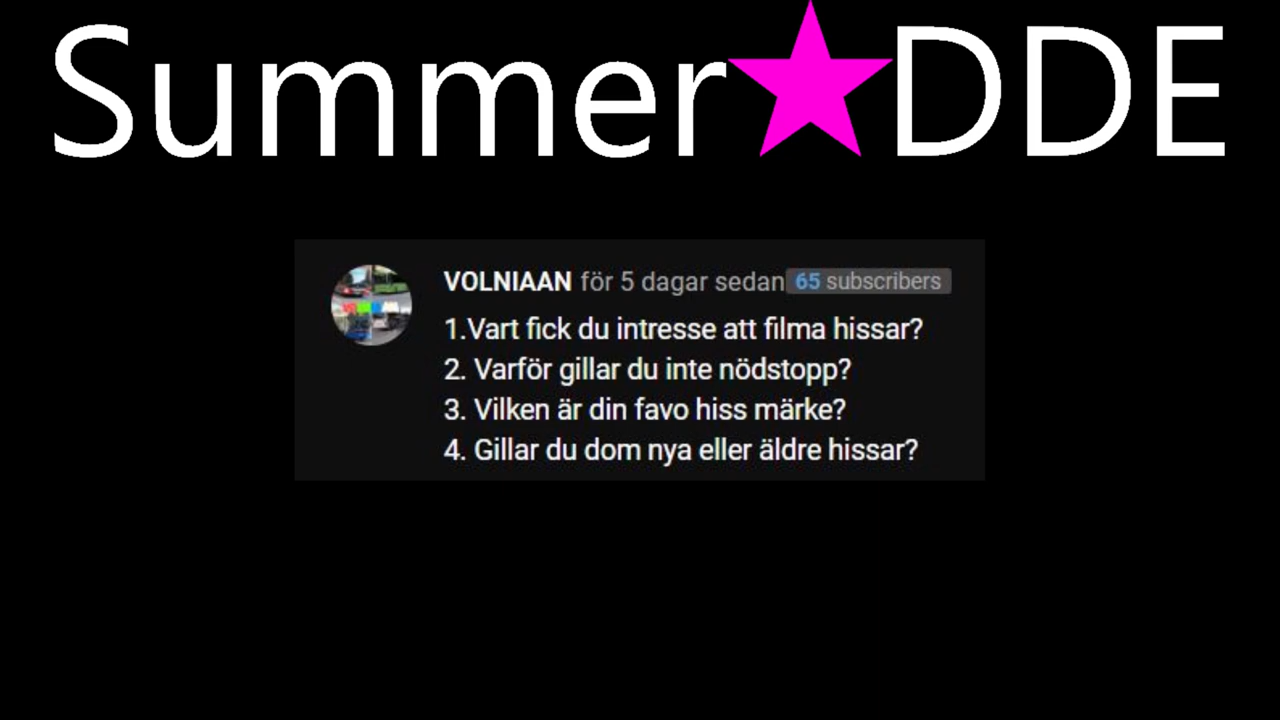 Summer★DDE
VOLNIAAN för 5 dagar sedan 65 subscribers
1.Vart fick du intresse att filma hissar?
2. Varför gillar du inte nödstopp?
3. Vilken är din favo hiss märke?
4. Gillar du dom nya eller äldre hissar?